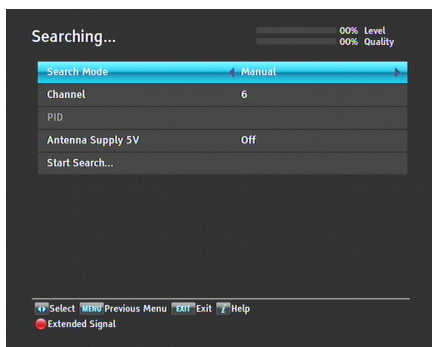 Searching...
00% Level
00% Quality
Search Mode Manual
Channel 6
PID
Antenna Supply 5V Off
Start Search...
Select MENU Previous Menu EXIT Exit Help
Extended Signal